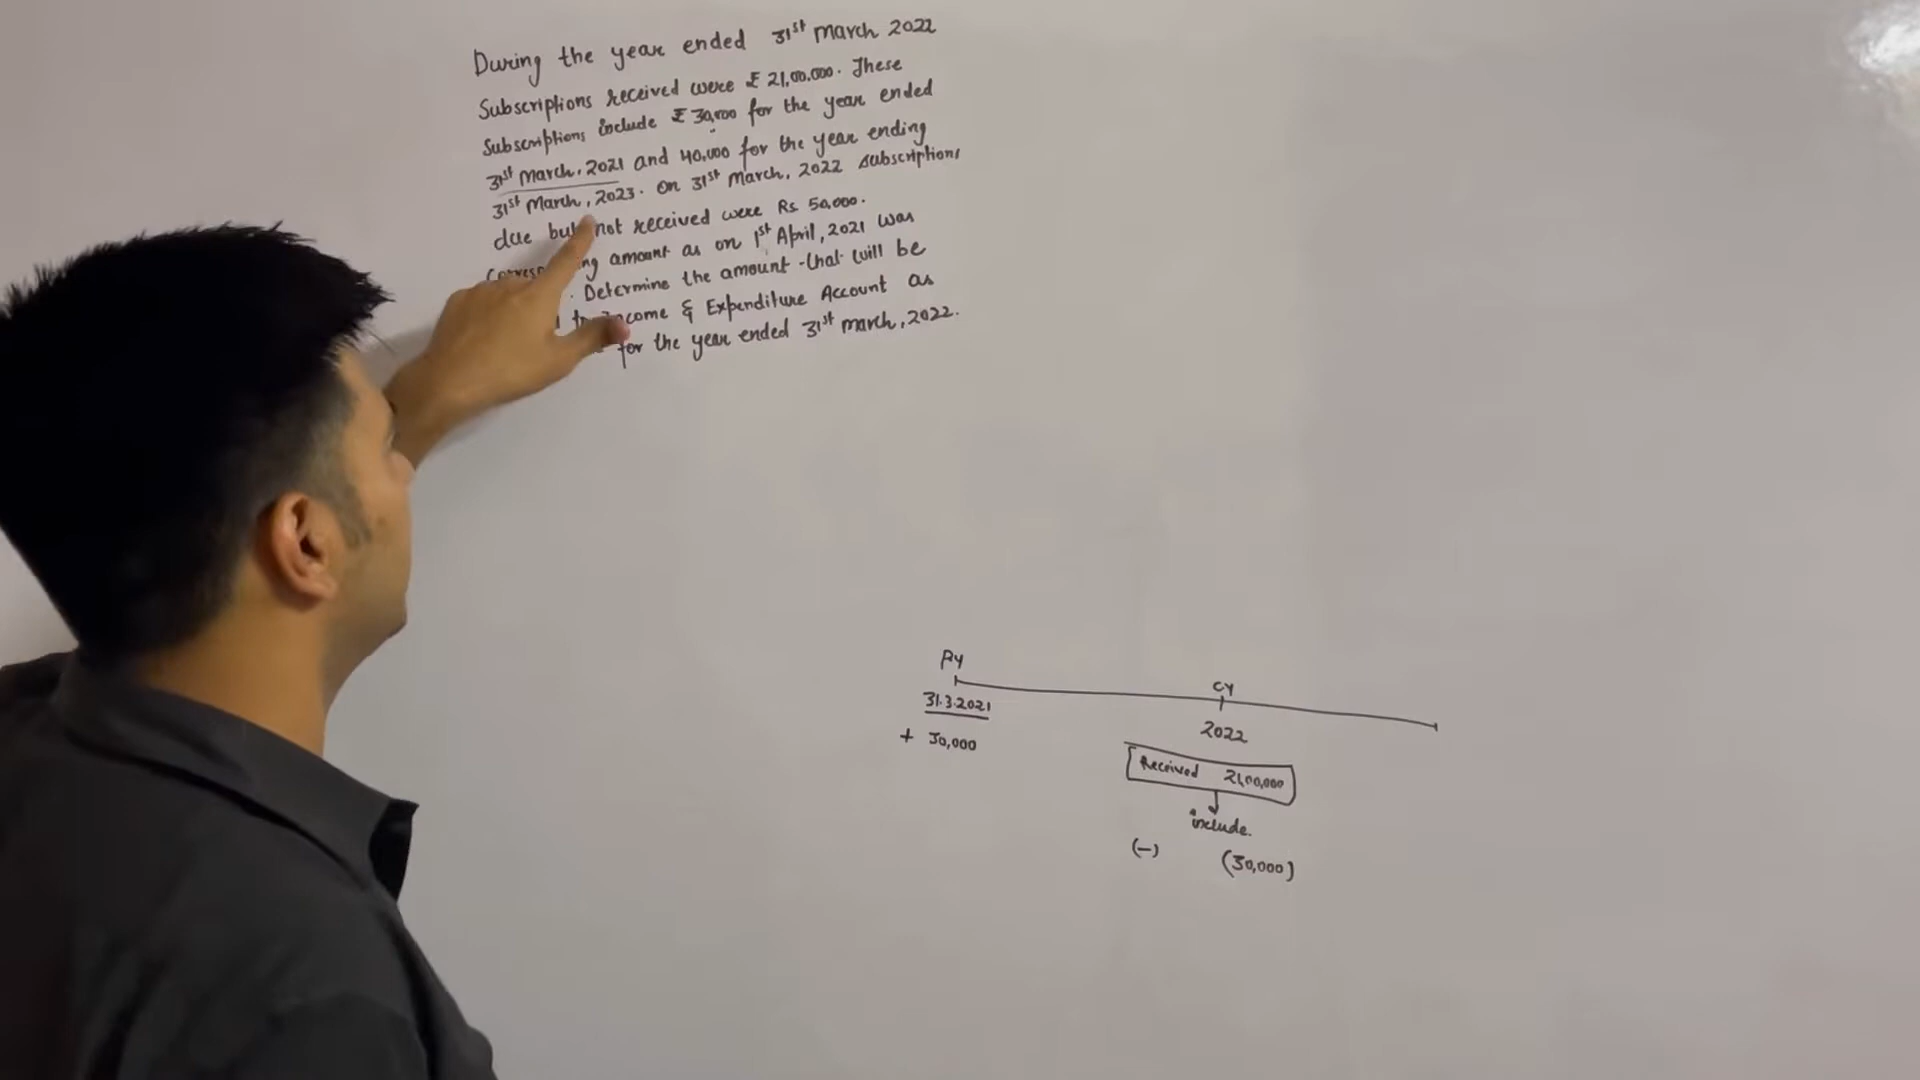 During the year ended 31st March 2022
Subscriptions received were ₹ 21,00,000. These
Subscriptions include ₹ 30,000 for the year ended
31st March, 2021 and 40,000 for the year ending
31st March, 2023. On 31st March, 2022 subscriptions
due but not received were Rs 50,000.
amount as on 1st April, 2021 was
. Determine the amount that will be
Income & Expenditure Account as
for the year ended 31st march, 2022.
PY
CY
31.3.2021
2022
+ 30,000
Received 21,00,000
include.
(-) (30,000)